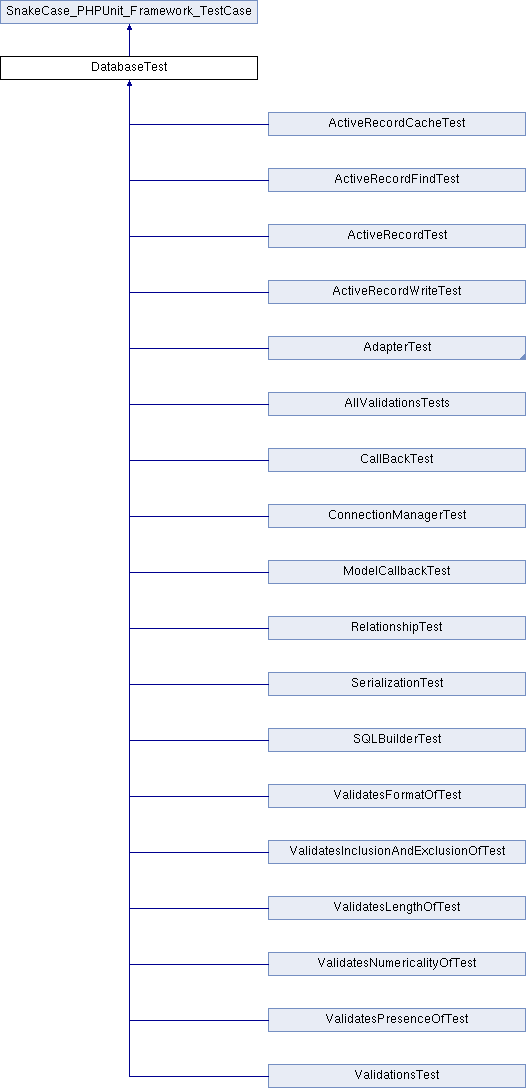 SnakeCase_PHPUnit_Framework_TestCase
DatabaseTest
ActiveRecordCacheTest
ActiveRecordFindTest
ActiveRecordTest
ActiveRecordWriteTest
AdapterTest
AllValidationsTests
CallBackTest
ConnectionManagerTest
ModelCallbackTest
RelationshipTest
SerializationTest
SQLBuilderTest
ValidatesFormatOfTest
ValidatesInclusionAndExclusionOfTest
ValidatesLengthOfTest
ValidatesNumericalityOfTest
ValidatesPresenceOfTest
ValidationsTest